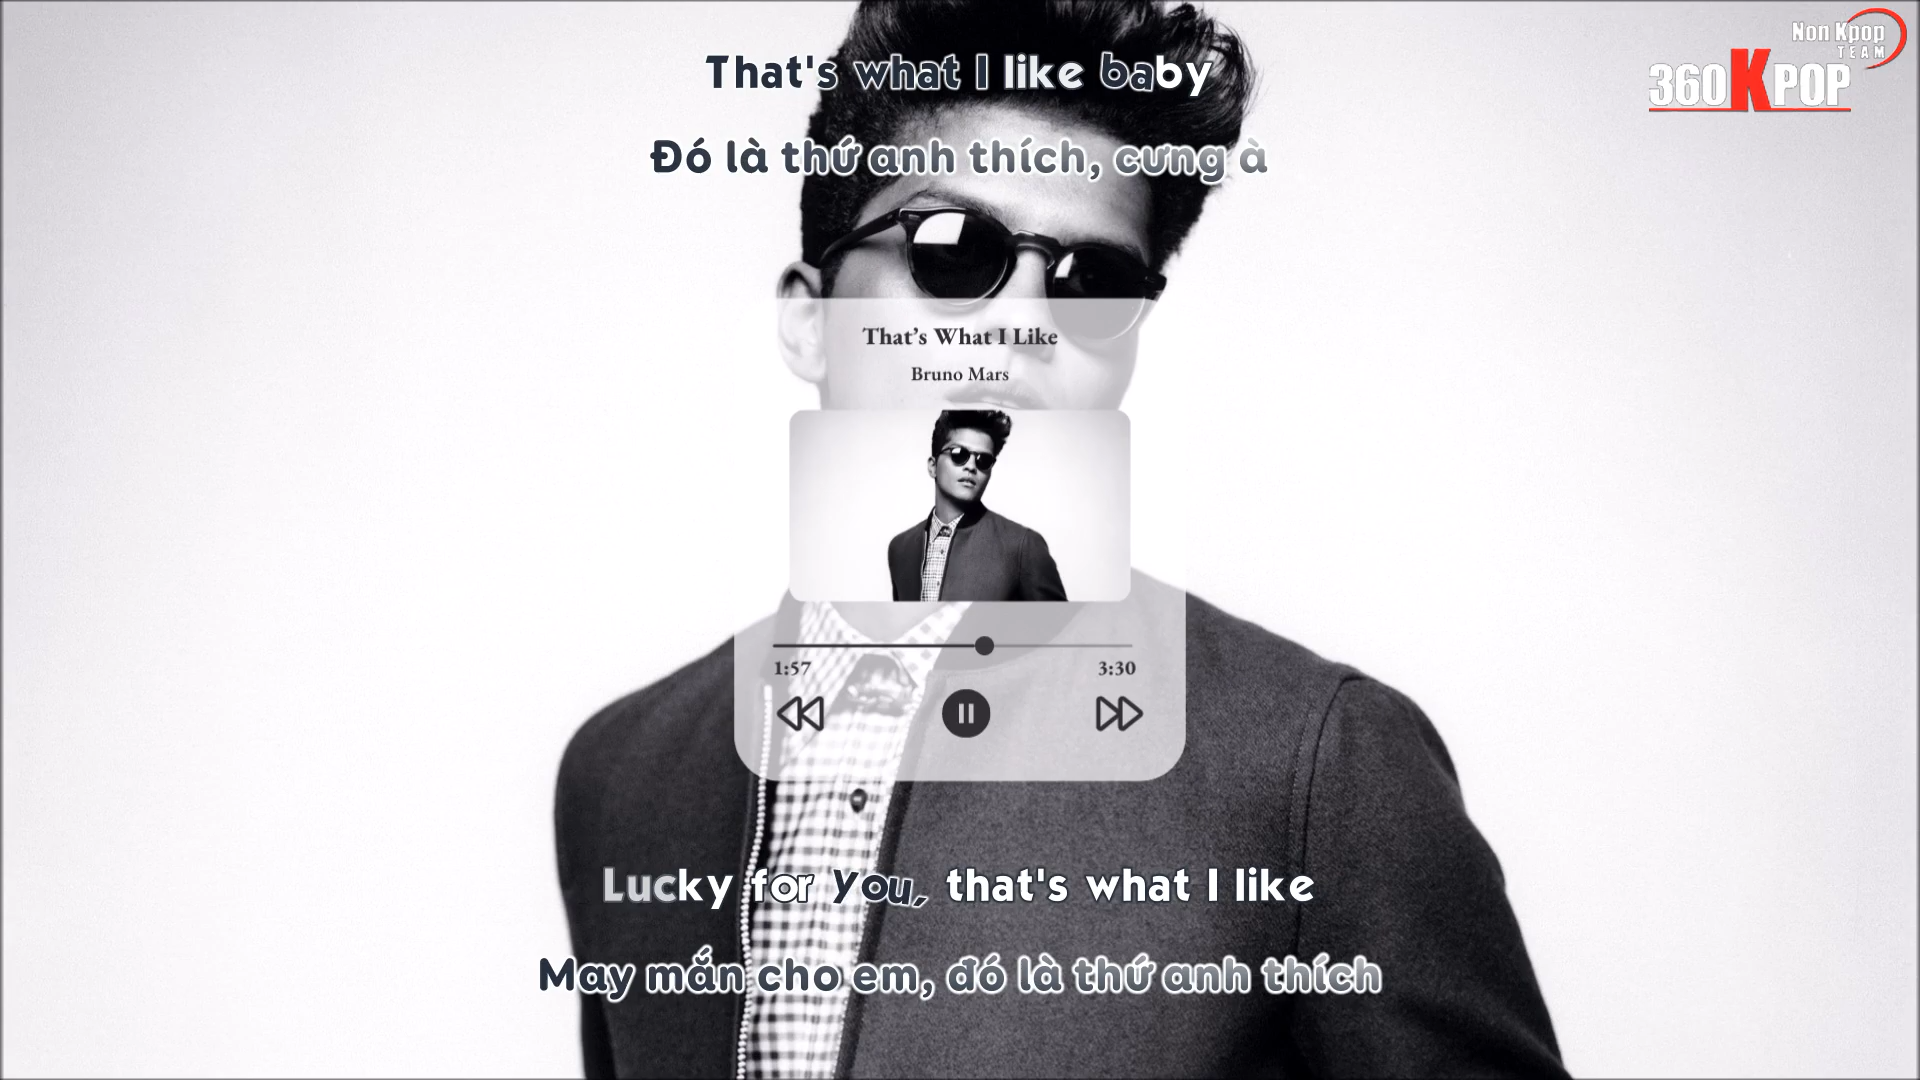 Non Kpop
TEAM
360KPOP
That's what I like baby
Đó là thứ anh thích, cưng à
That’s What I Like
Bruno Mars
1:57
3:30
Lucky for you, that's what I like
May mắn cho em, đó là thứ anh thích